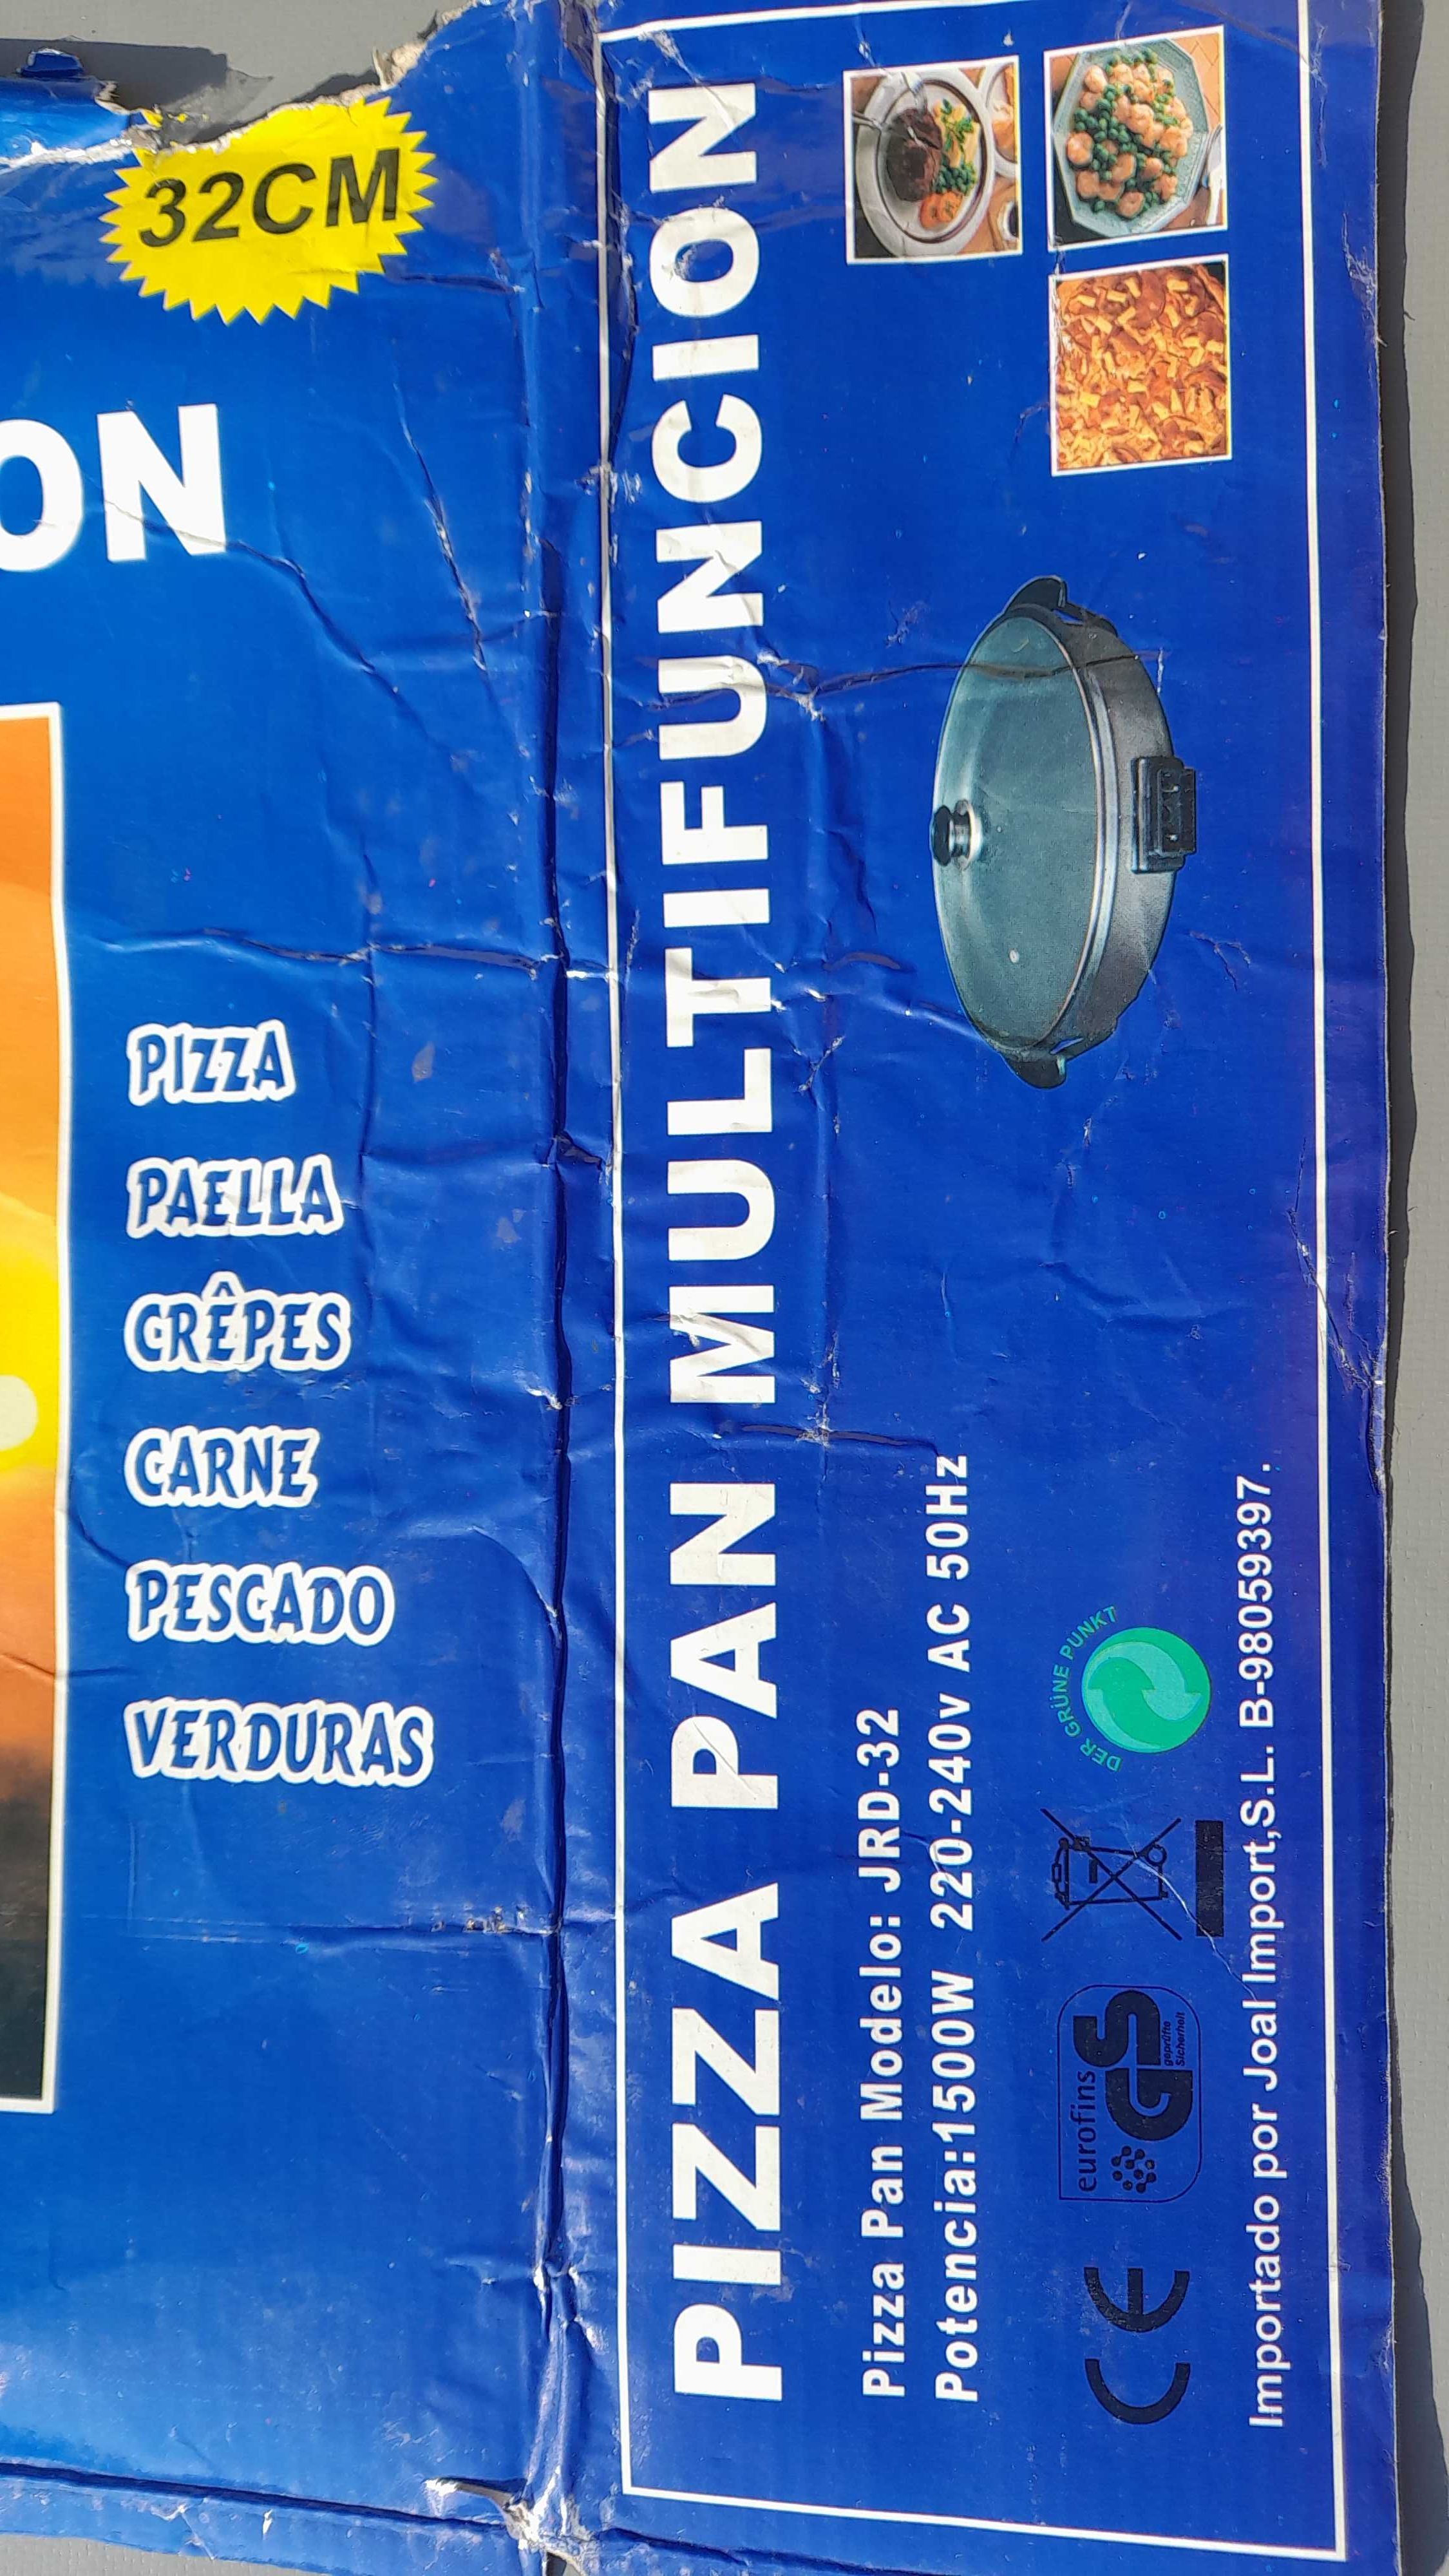 32CM
ON
PIZZA
PAELLA
CRÊPES
CARNE
PESCADO
VERDURAS
PIZZA PAN MULTIFUNCION
Pizza Pan Modelo: JRD-32
Potencia:1500W 220-240v AC 50Hz
CE
eurofins
GS
geprüfte
Sicherheit
DER GRÜNE PUNKT
Importado por Joal Import,S.L. B-98059397.